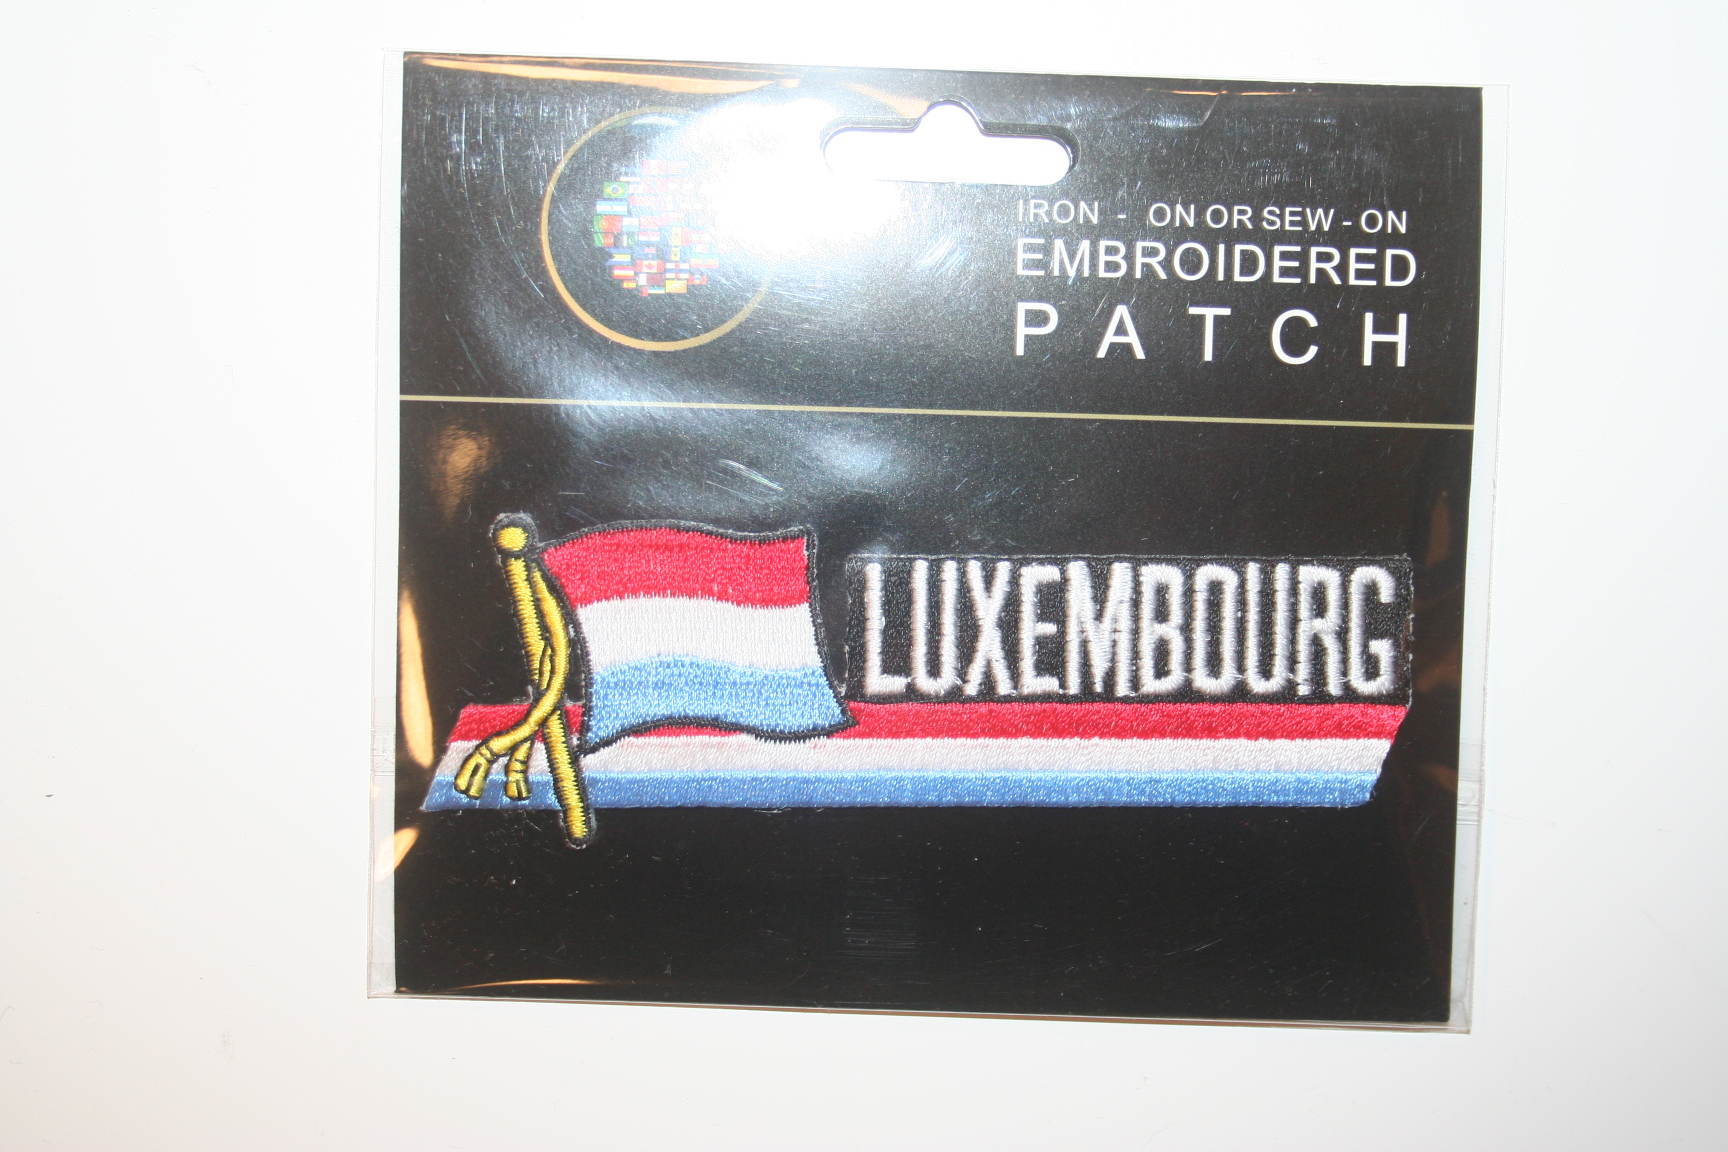 IRON - ON OR SEW - ON
EMBROIDERED
PATCH
LUXEMBOURG